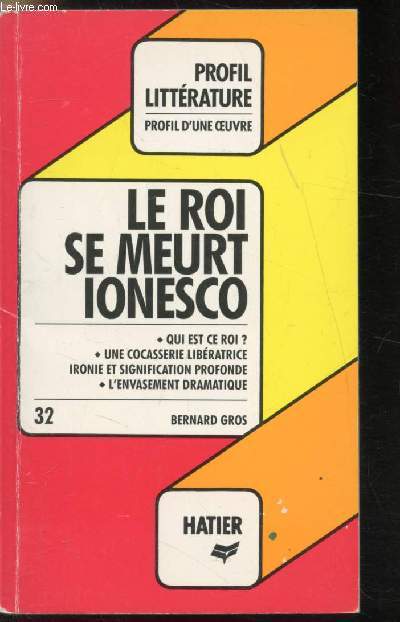 Le-livre.com
PROFIL
LITTÉRATURE
PROFIL D'UNE ŒUVRE
LE ROI
SE MEURT
IONESCO
• QUI EST CE ROI ?
• UNE COCASSERIE LIBÉRATRICE
IRONIE ET SIGNIFICATION PROFONDE
• L'ENVASEMENT DRAMATIQUE
32
BERNARD GROS
HATIER